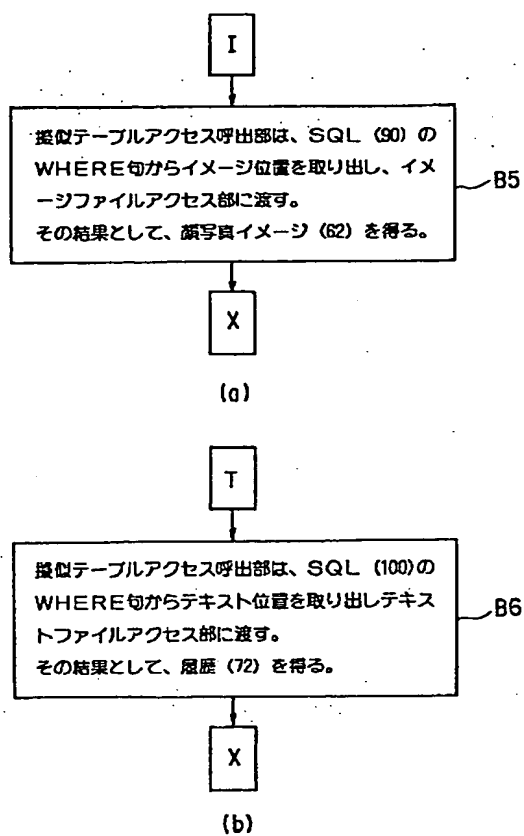 I
擬似テーブルアクセス呼出部は、SQL (90) の
WHERE句からイメージ位置を取り出し、イメ
ージファイルアクセス部に渡す。
その結果として、顔写真イメージ (62) を得る。
B5
X
(a)
T
擬似テーブルアクセス呼出部は、SQL (100) の
WHERE句からテキスト位置を取り出しテキス
トファイルアクセス部に渡す。
その結果として、履歴 (72) を得る。
B6
X
(b)